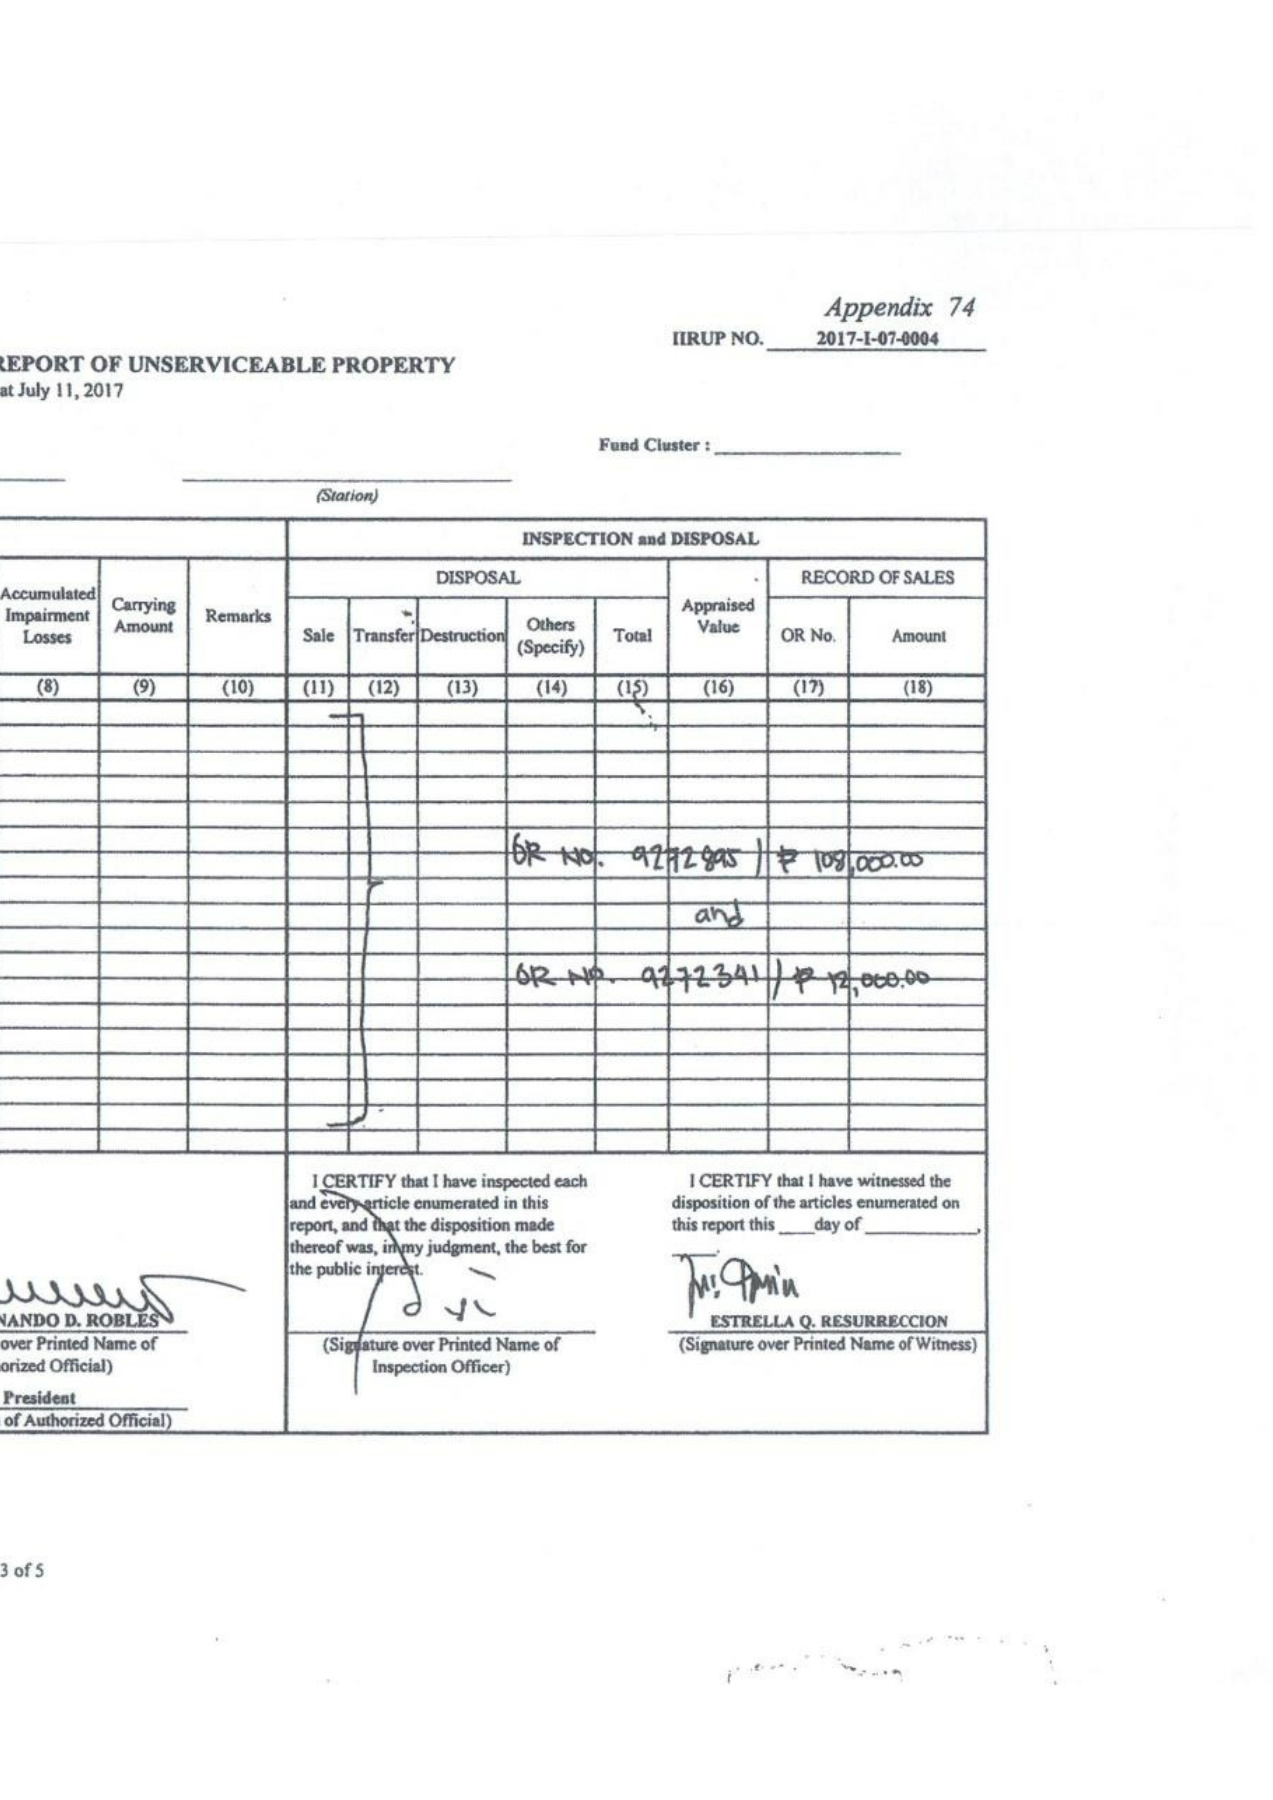 Appendix 74
IIRUP NO. 2017-I-07-0004
REPORT OF UNSERVICEABLE PROPERTY
at July 11, 2017
Fund Cluster :
(Station)
INSPECTION and DISPOSAL
DISPOSAL
RECORD OF SALES
Accumulated Impairment Losses
Carrying Amount
Remarks
Sale
Transfer
Destruction
Others (Specify)
Total
Appraised Value
OR No.
Amount
(8) (9) (10) (11) (12) (13) (14) (15) (16) (17) (18)
OR NO. 9272895 / ₱ 108,000.00
and
OR NO. 9272341 / ₱ 12,000.00
I CERTIFY that I have inspected each
and every article enumerated in this
report, and that the disposition made
thereof was, in my judgment, the best for
the public interest.
I CERTIFY that I have witnessed the
disposition of the articles enumerated on
this report this ____day of ____________.
NANDO D. ROBLES
over Printed Name of
orized Official)
President
of Authorized Official)
(Signature over Printed Name of
Inspection Officer)
ESTRELLA Q. RESURRECCION
(Signature over Printed Name of Witness)
3 of 5